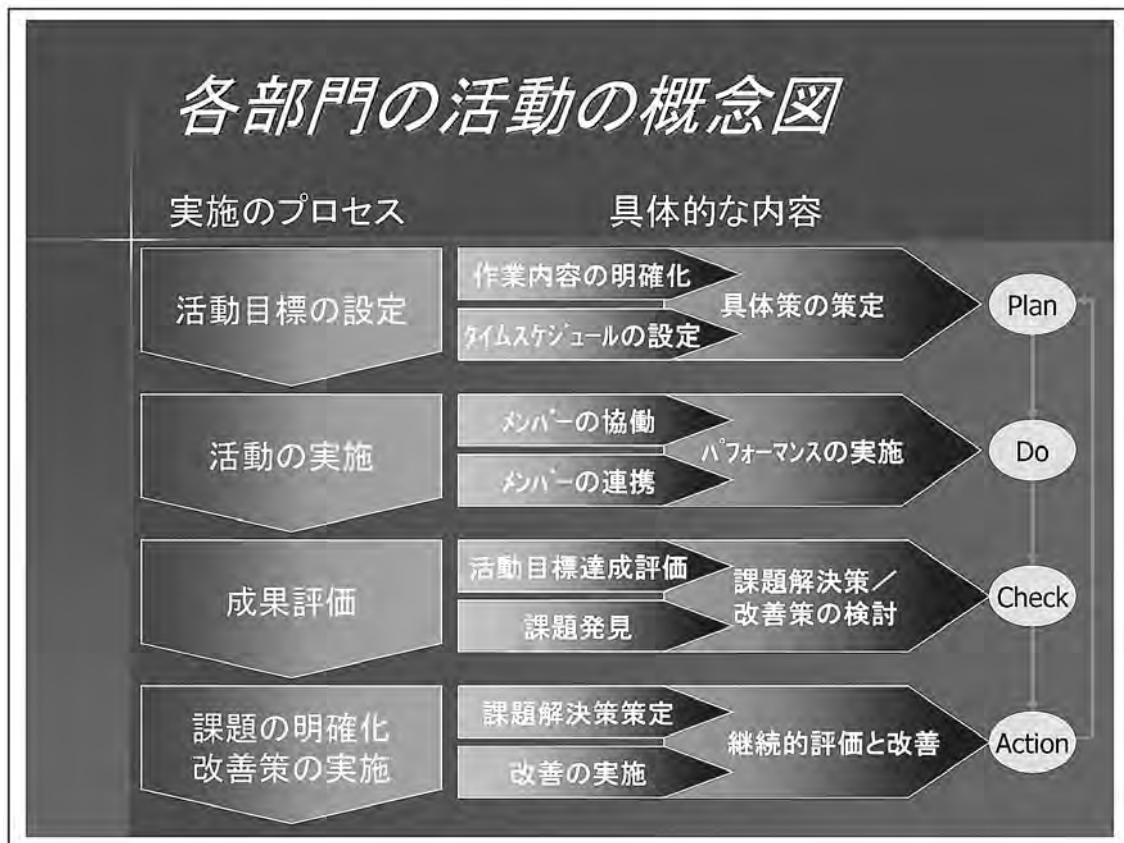 各部門の活動の概念図
実施のプロセス
具体的な内容
活動目標の設定
作業内容の明確化
タイムスケジュールの設定
具体策の策定
Plan
活動の実施
メンバーの協働
メンバーの連携
パフォーマンスの実施
Do
成果評価
活動目標達成評価
課題発見
課題解決策／
改善策の検討
Check
課題の明確化
改善策の実施
課題解決策策定
改善の実施
継続的評価と改善
Action